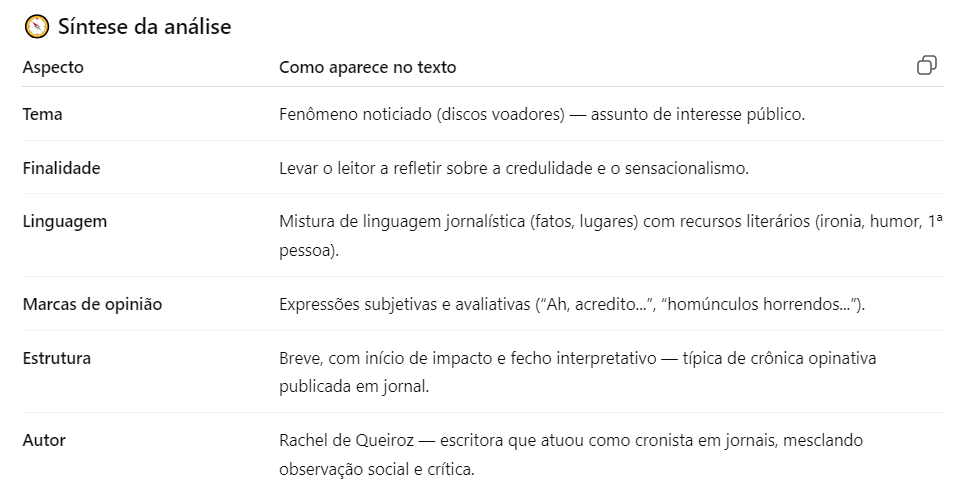 Síntese da análise
Aspecto Como aparece no texto
Tema Fenômeno noticiado (discos voadores) — assunto de interesse público.
Finalidade Levar o leitor a refletir sobre a credulidade e o sensacionalismo.
Linguagem Mistura de linguagem jornalística (fatos, lugares) com recursos literários (ironia, humor, 1ª
pessoa).
Marcas de opinião Expressões subjetivas e avaliativas (“Ah, acredito...”, “homúnculos horrendos...”).
Estrutura Breve, com início de impacto e fecho interpretativo — típica de crônica opinativa
publicada em jornal.
Autor Rachel de Queiroz — escritora que atuou como cronista em jornais, mesclando
observação social e crítica.